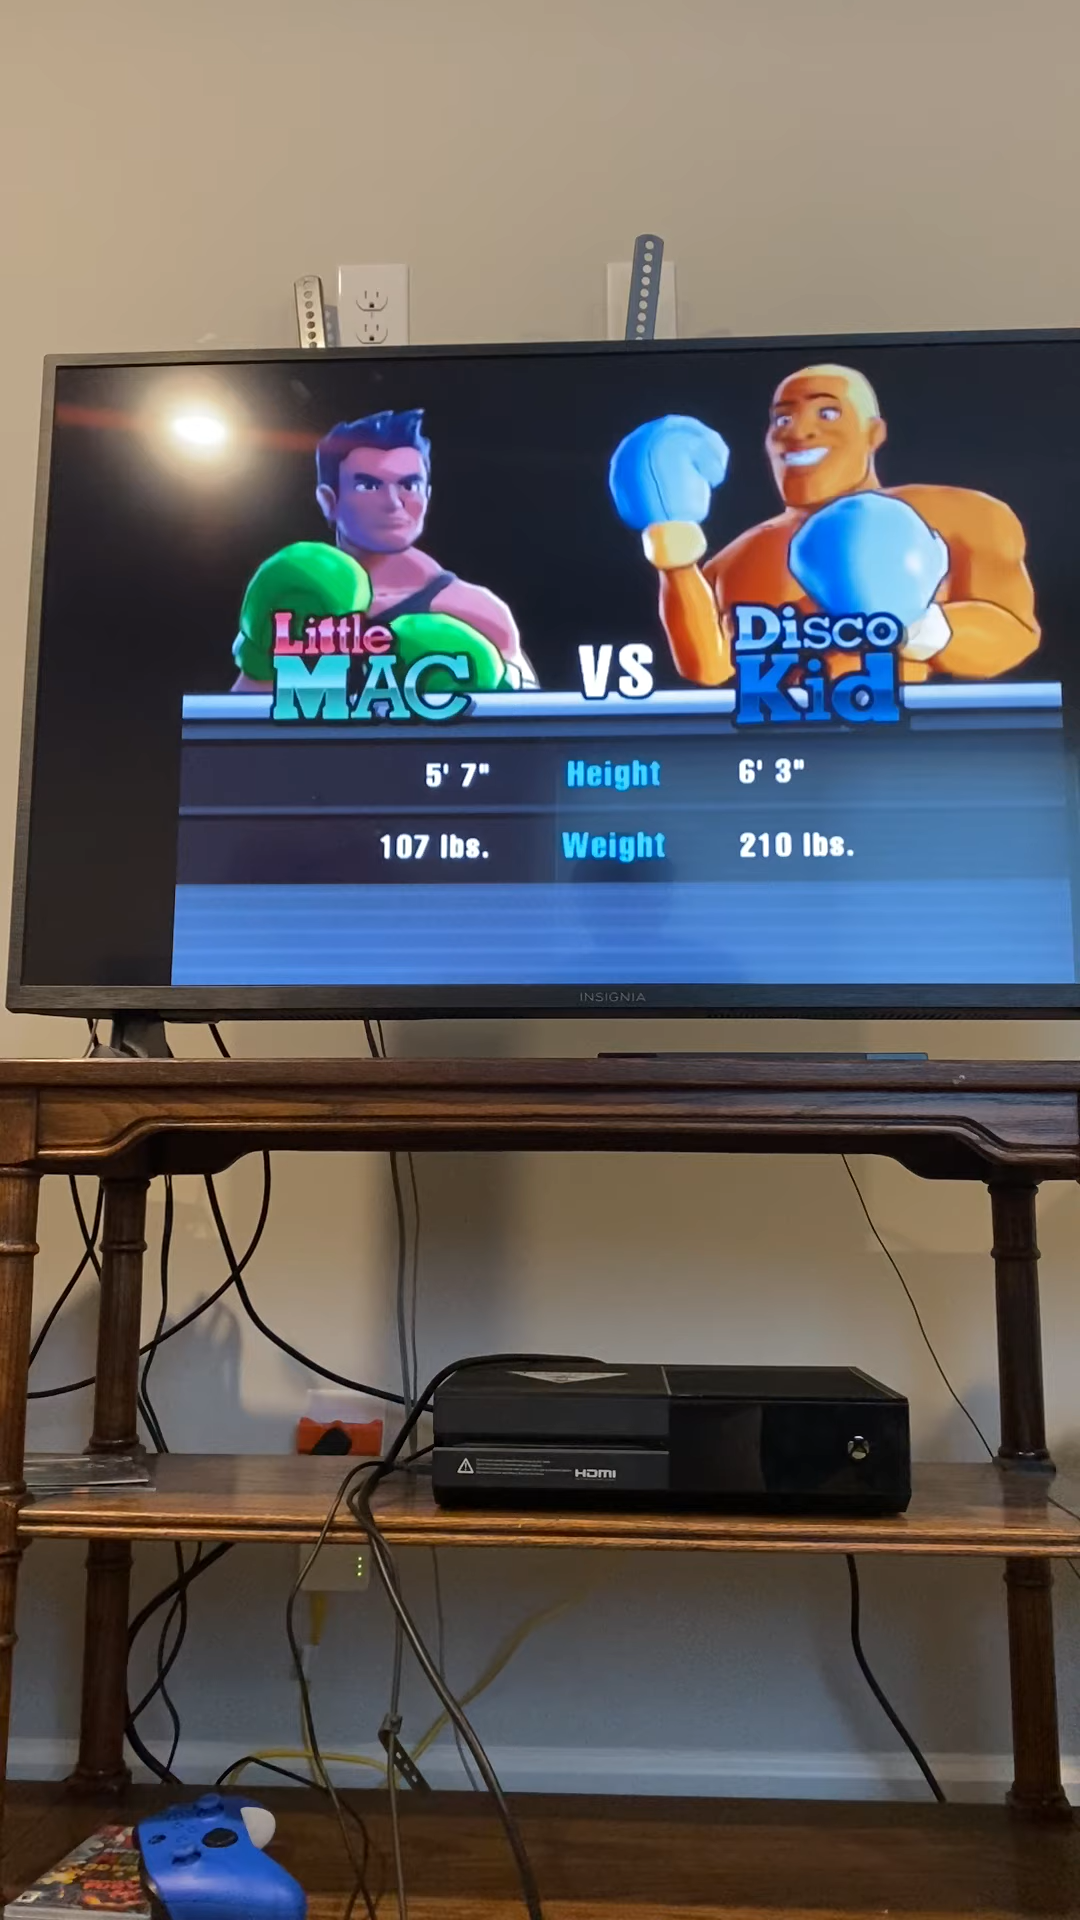 Little
MAC
VS
Disco
Kid
5' 7" Height 6' 3"
107 lbs. Weight 210 lbs.
INSIGNIA
HDMI